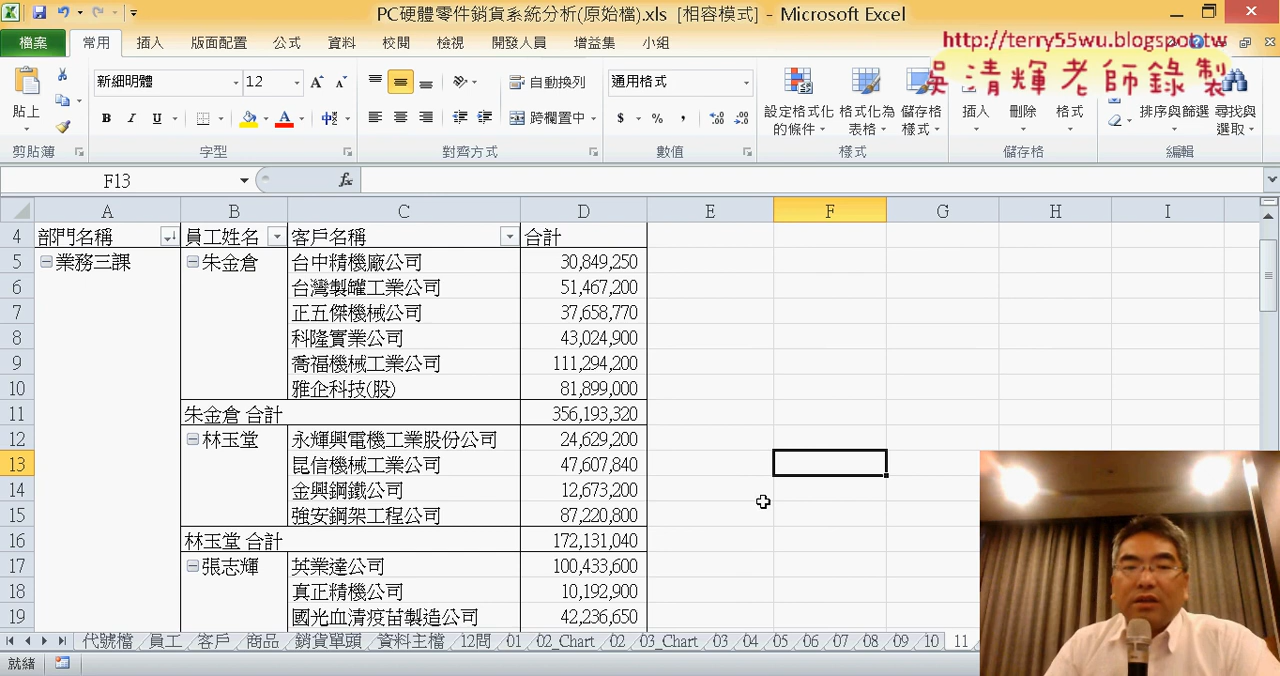 PC硬體零件銷貨系統分析(原始檔).xls [相容模式] - Microsoft Excel
檔案 常用 插入 版面配置 公式 資料 校閱 檢視 開發人員 增益集 小組
http://terry55wu.blogspot.tw
吳清輝老師錄製
新細明體 12 自動換列 通用格式
貼上 B I U A 中 跨欄置中 $ % , 設定格式化的條件 格式化為表格 儲存格樣式 插入 刪除 格式 排序與篩選 尋找與選取
剪貼簿 字型 對齊方式 數值 樣式 儲存格 編輯
F13 fx
A B C D E F G H I
4 部門名稱 員工姓名 客戶名稱 合計
5 業務三課 朱金倉 台中精機廠公司 30,849,250
6 台灣製罐工業公司 51,467,200
7 正五傑機械公司 37,658,770
8 科隆實業公司 43,024,900
9 喬福機械工業公司 111,294,200
10 雅企科技(股) 81,899,000
11 朱金倉 合計 356,193,320
12 林玉堂 永輝興電機工業股份公司 24,629,200
13 昆信機械工業公司 47,607,840
14 金興鋼鐵公司 12,673,200
15 強安鋼架工程公司 87,220,800
16 林玉堂 合計 172,131,040
17 張志輝 英業達公司 100,433,600
18 真正精機公司 10,192,900
19 國光血清疫苗製造公司 42,236,650
代號檔 員工 客戶 商品 銷貨單頭 資料主檔 12問 01 02_Chart 02 03_Chart 03 04 05 06 07 08 09 10 11
就緒